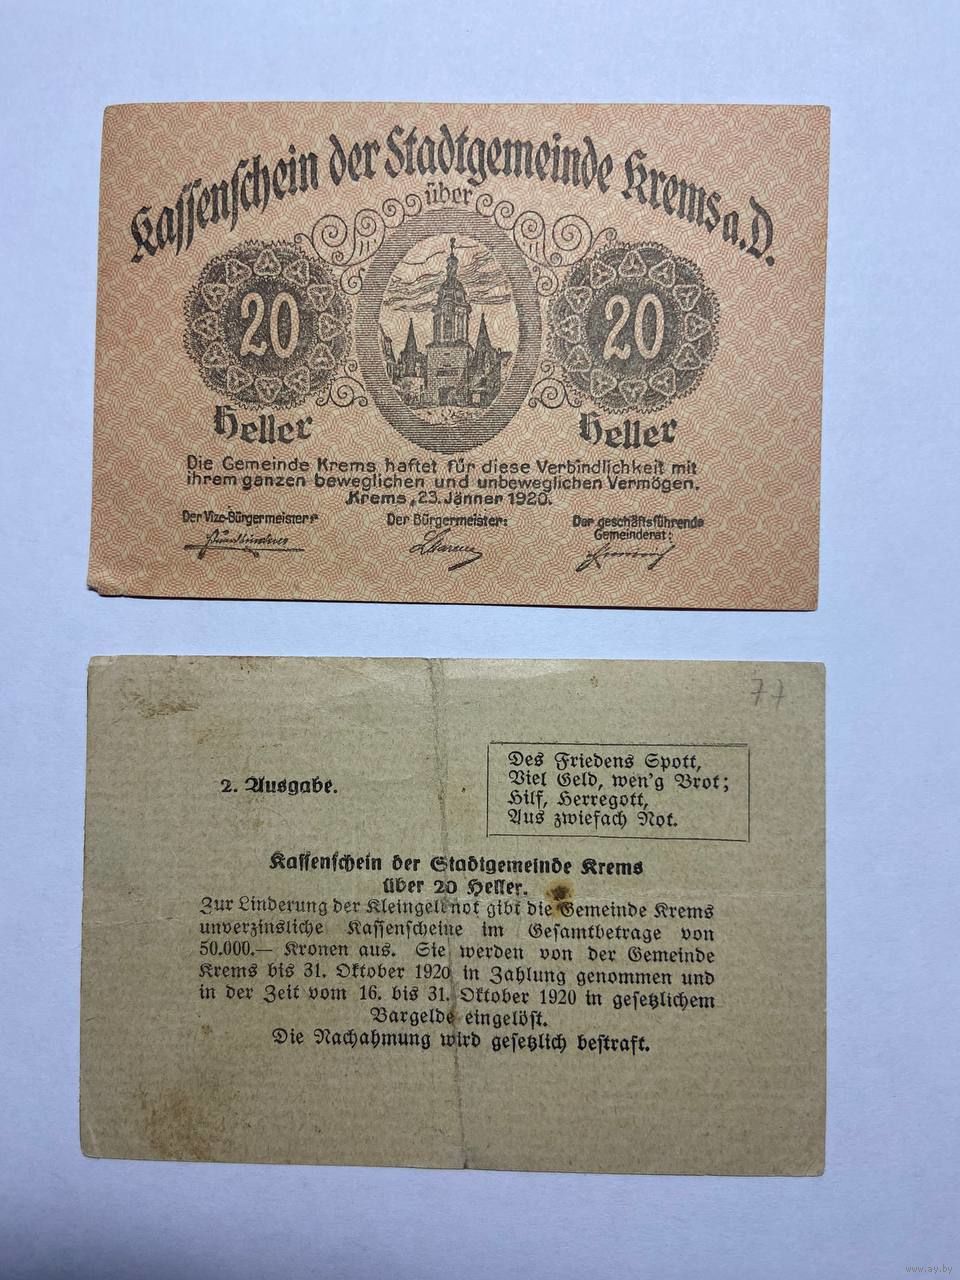 Kassenschein der Stadtgemeinde Krems a. D.
über
20 20
Heller Heller
Die Gemeinde Krems haftet für diese Verbindlichkeit mit
ihrem ganzen beweglichen und unbeweglichen Vermögen.
Krems, 23. Jänner 1920.
Der Vize-Bürgermeister: Der Bürgermeister: Der geschäftsführende
Gemeinderat:
77
2. Ausgabe.
Des Friedens Spott,
Viel Geld, wen'g Brot;
Hilf, Herregott,
Aus zwiefach Not.
Kassenschein der Stadtgemeinde Krems
über 20 Heller.
Zur Linderung der Kleingeldnot gibt die Gemeinde Krems
unverzinsliche Kassenscheine im Gesamtbetrage von
50.000.— Kronen aus. Sie werden von der Gemeinde
Krems bis 31. Oktober 1920 in Zahlung genommen und
in der Zeit vom 16. bis 31. Oktober 1920 in gesetzlichem
Bargelde eingelöst.
Die Nachahmung wird gesetzlich bestraft.
www.ay.by